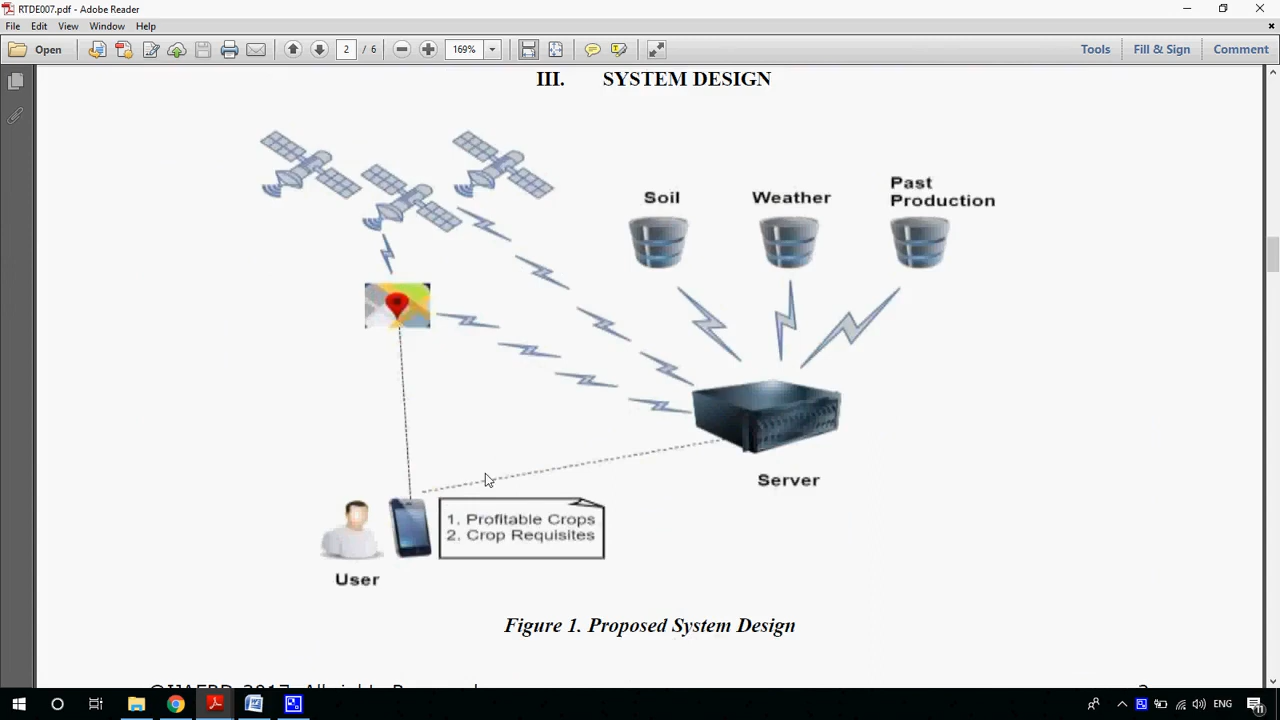 RTDE007.pdf - Adobe Reader
File Edit View Window Help
Open 2 / 6 169% Tools Fill & Sign Comment
III. SYSTEM DESIGN
Soil Weather Past
Production
Server
1. Profitable Crops
2. Crop Requisites
User
Figure 1. Proposed System Design
ENG